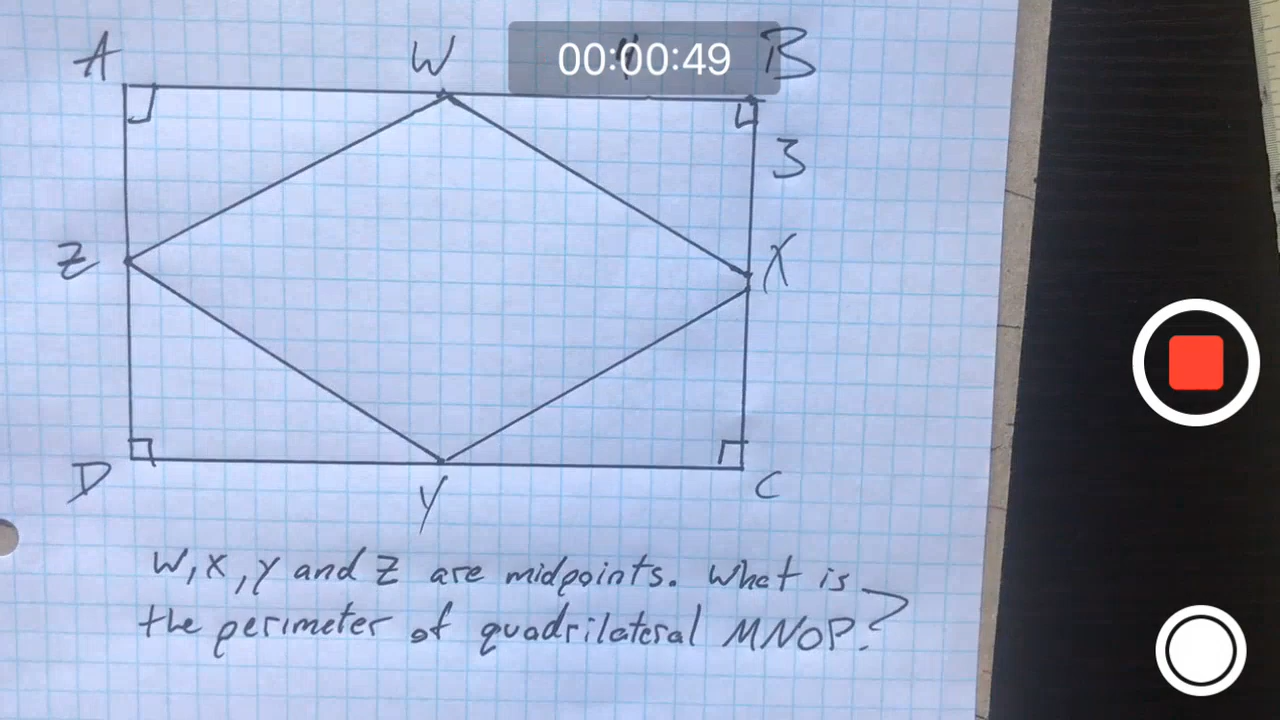 00:00:49
A W B
3
Z X
D Y C
W, X, Y and Z are midpoints. What is
the perimeter of quadrilateral MNOP?